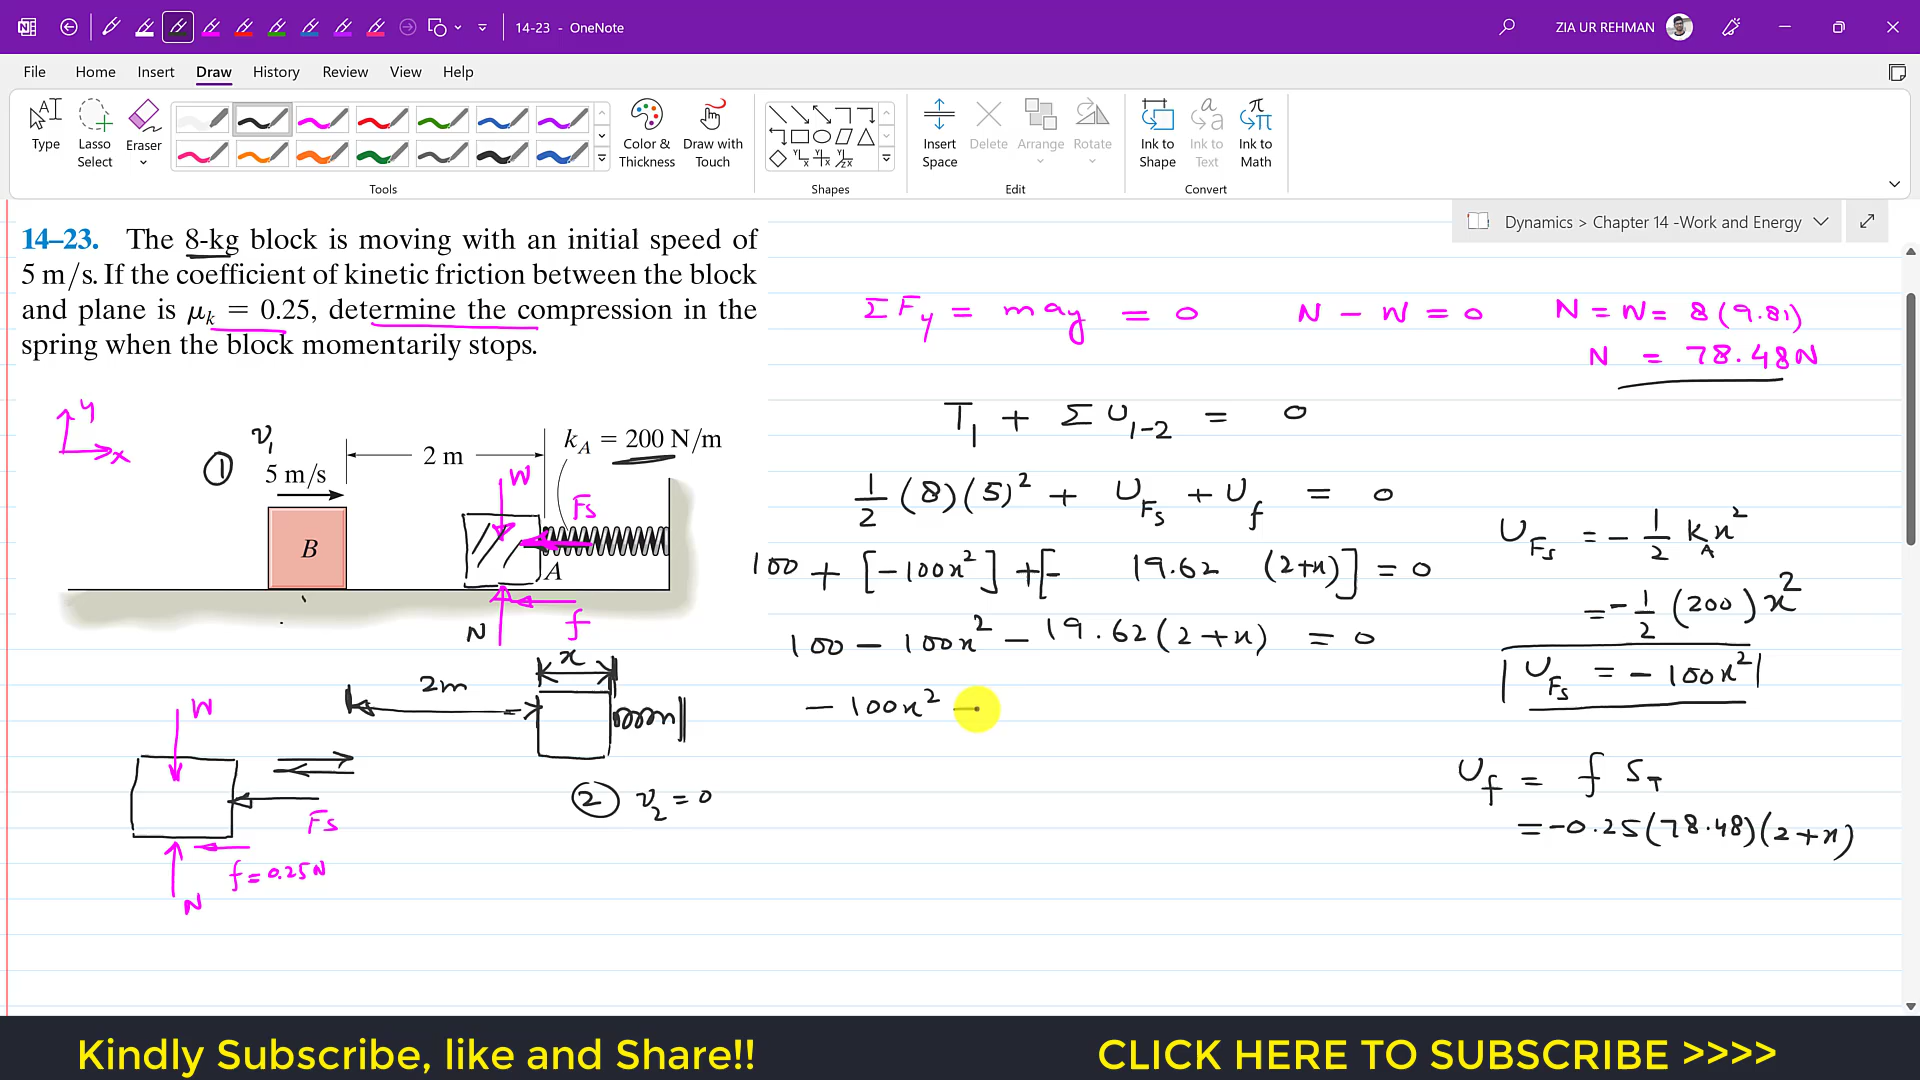 14-23 - OneNote
ZIA UR REHMAN
File Home Insert Draw History Review View Help
Type
Lasso Select
Eraser
Color & Thickness
Draw with Touch
Insert Space
Delete
Arrange
Rotate
Ink to Shape
Ink to Text
Ink to Math
Tools
Shapes
Edit
Convert
Dynamics > Chapter 14 -Work and Energy
14–23. The 8-kg block is moving with an initial speed of
5 m/s. If the coefficient of kinetic friction between the block
and plane is μk = 0.25, determine the compression in the
spring when the block momentarily stops.
y
x
①
v₁
5 m/s
2 m
kA = 200 N/m
W
Fs
B
A
N
f
x
2m
W
Fs
f = 0.25N
N
② v₂ = 0
ΣFy = may = 0 N - W = 0 N = W = 8(9.81)
N = 78.48N
T₁ + ΣU₁₋₂ = 0
1/2 (8)(5)² + UFs + Uf = 0
100 + [-100x²] + [- 19.62 (2+x)] = 0
100 - 100x² - 19.62(2+x) = 0
- 100x² -
UFs = - 1/2 kA x²
= - 1/2 (200) x²
UFs = - 100x²
Uf = f ST
= -0.25(78.48)(2+x)
Kindly Subscribe, like and Share!!
CLICK HERE TO SUBSCRIBE >>>>